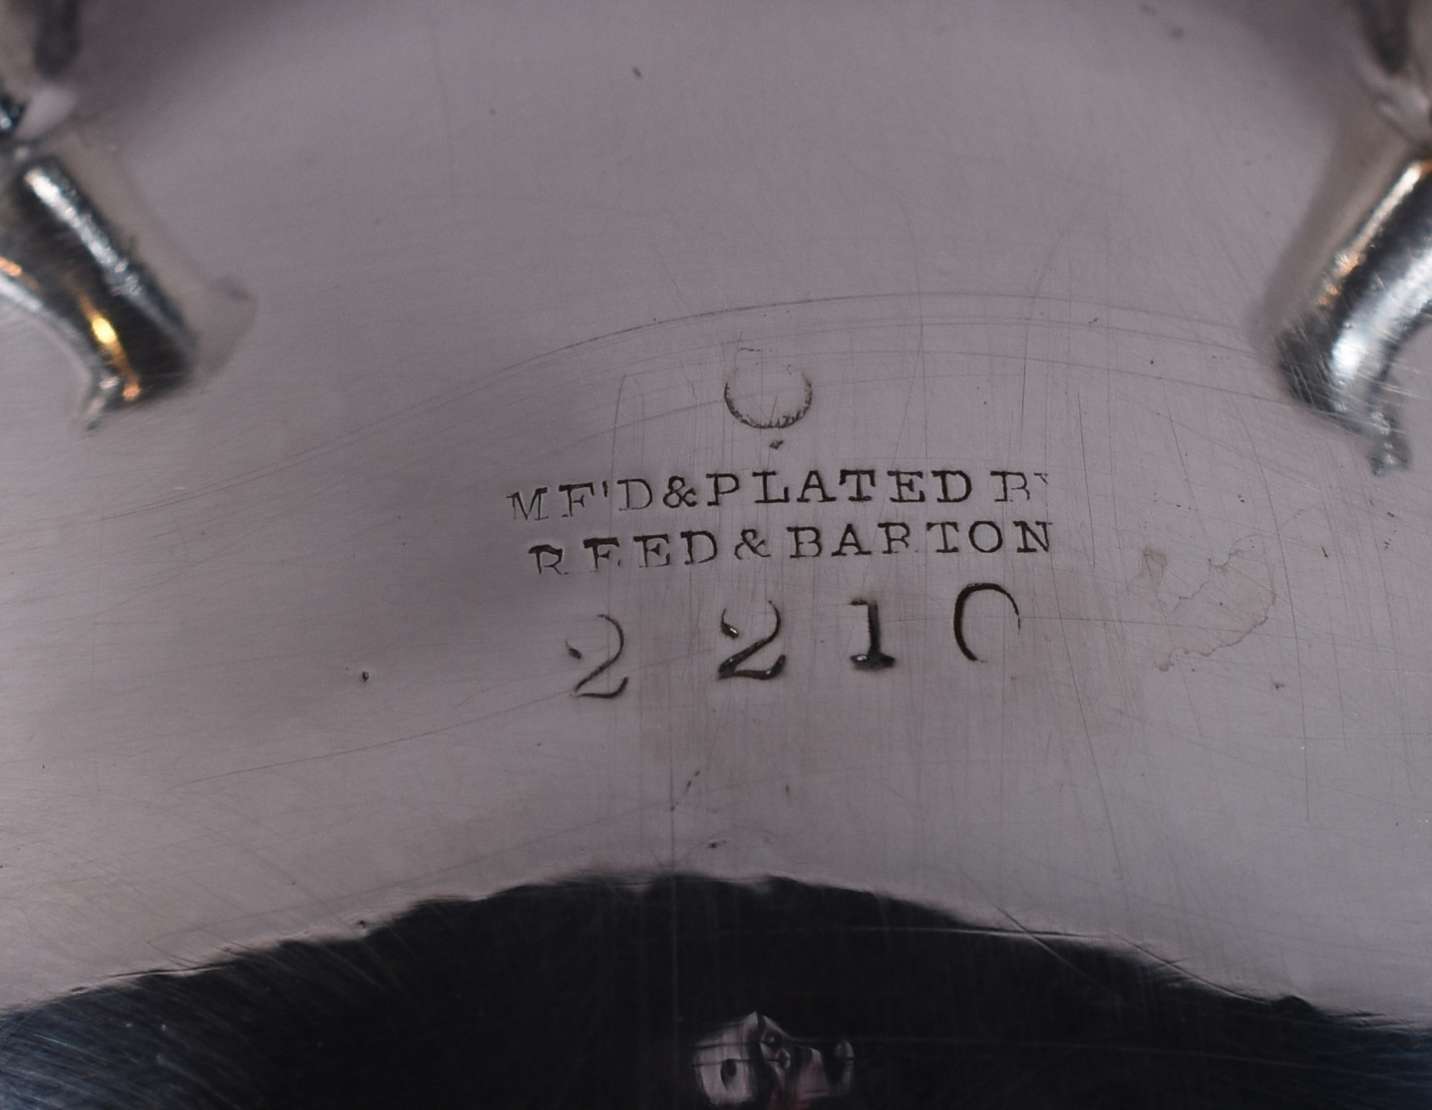 MF'D & PLATED BY
REED & BARTON
2210